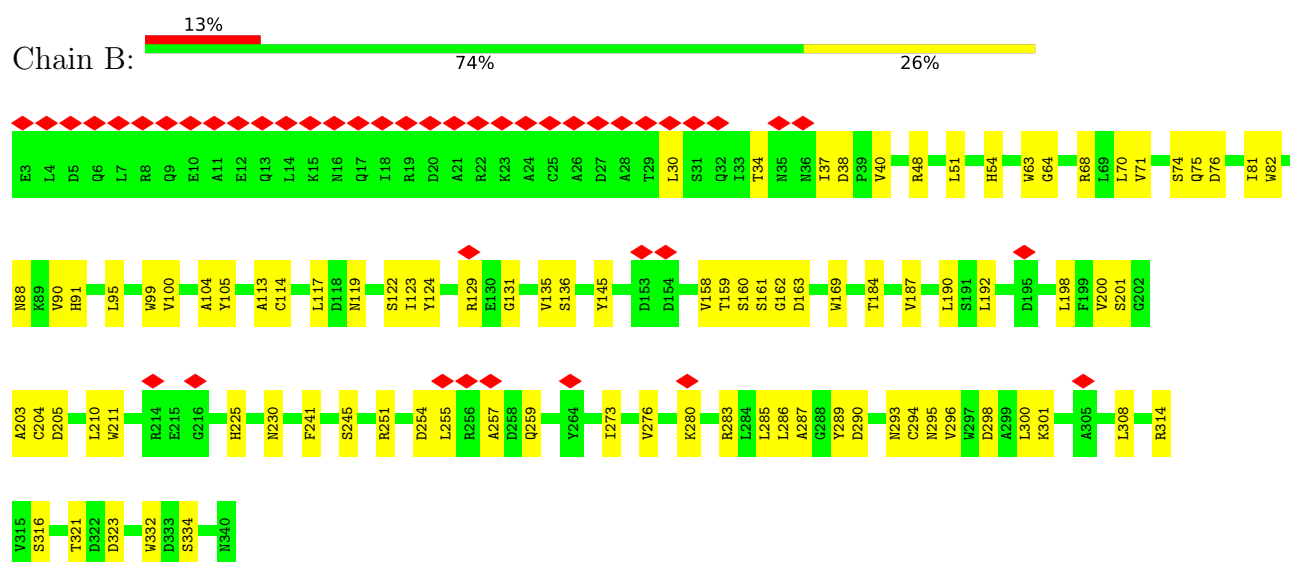 13%
Chain B:
74% 26%
E3 L4 D5 Q6 L7 R8 Q9 E10 A11 E12 Q13 L14 K15 N16 Q17 I18 R19 D20 A21 R22 K23 A24 C25 A26 D27 A28 T29 L30 S31 Q32 I33 T34 N35 N36 I37 D38 P39 V40 R48 L51 H54 W63 G64 R68 L69 L70 V71 S74 Q75 D76 I81 W82
N88 K89 V90 H91 L95 W99 V100 A104 Y105 A113 C114 L117 D118 N119 S122 I123 Y124 R129 E130 G131 V135 S136 Y145 D153 D154 V158 T159 S160 S161 G162 D163 W169 T184 V187 L190 S191 L192 D195 L198 F199 V200 S201 G202
A203 C204 D205 L210 W211 R214 E215 G216 H225 N230 F241 S245 R251 D254 L255 R256 A257 D258 Q259 Y264 I273 V276 K280 R283 L284 L285 L286 A287 G288 Y289 D290 N293 C294 N295 V296 W297 D298 A299 L300 K301 A305 L308 R314
V315 S316 T321 D322 D323 W332 D333 S334 N340